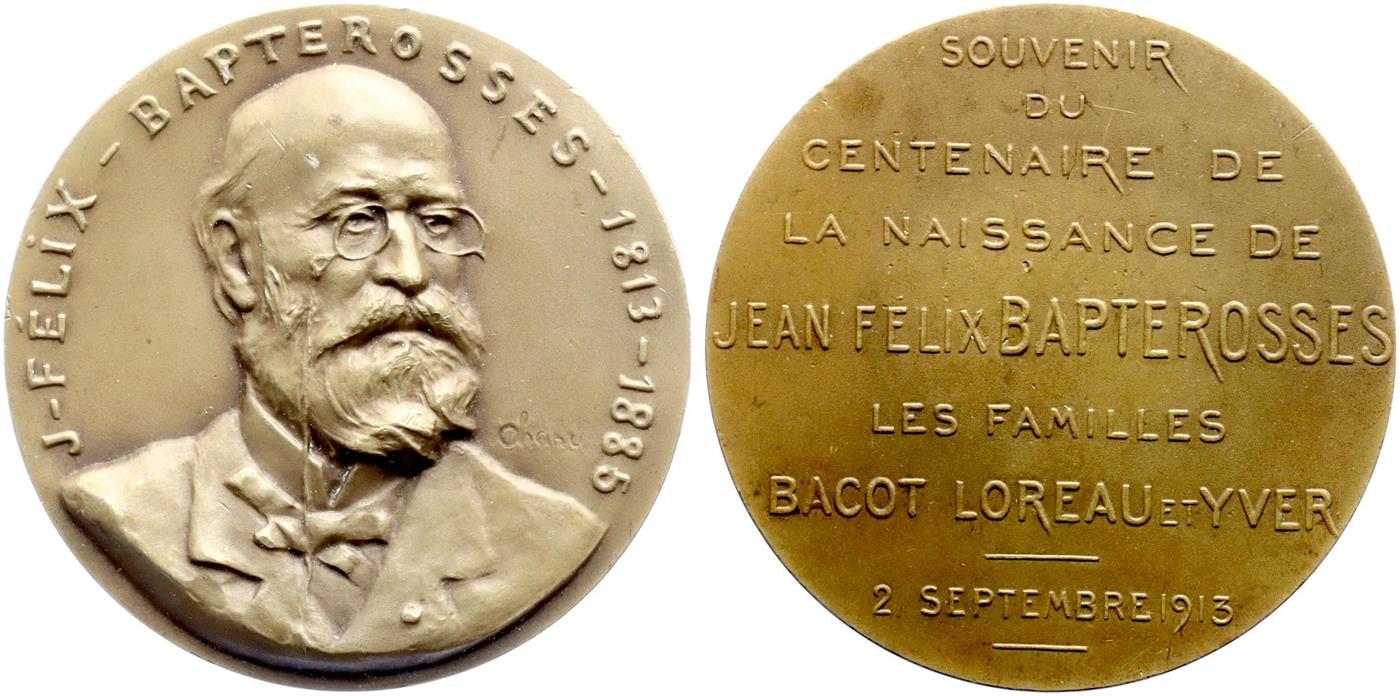 J-FÉLiX - BAPTEROSSES - 1813 - 1885
SOUVENIR
DU
CENTENAIRE DE
LA NAISSANCE DE
JEAN FÉLIX BAPTEROSSES
LES FAMILLES
BACOT LOREAU ET YVER
2 SEPTEMBRE 1913